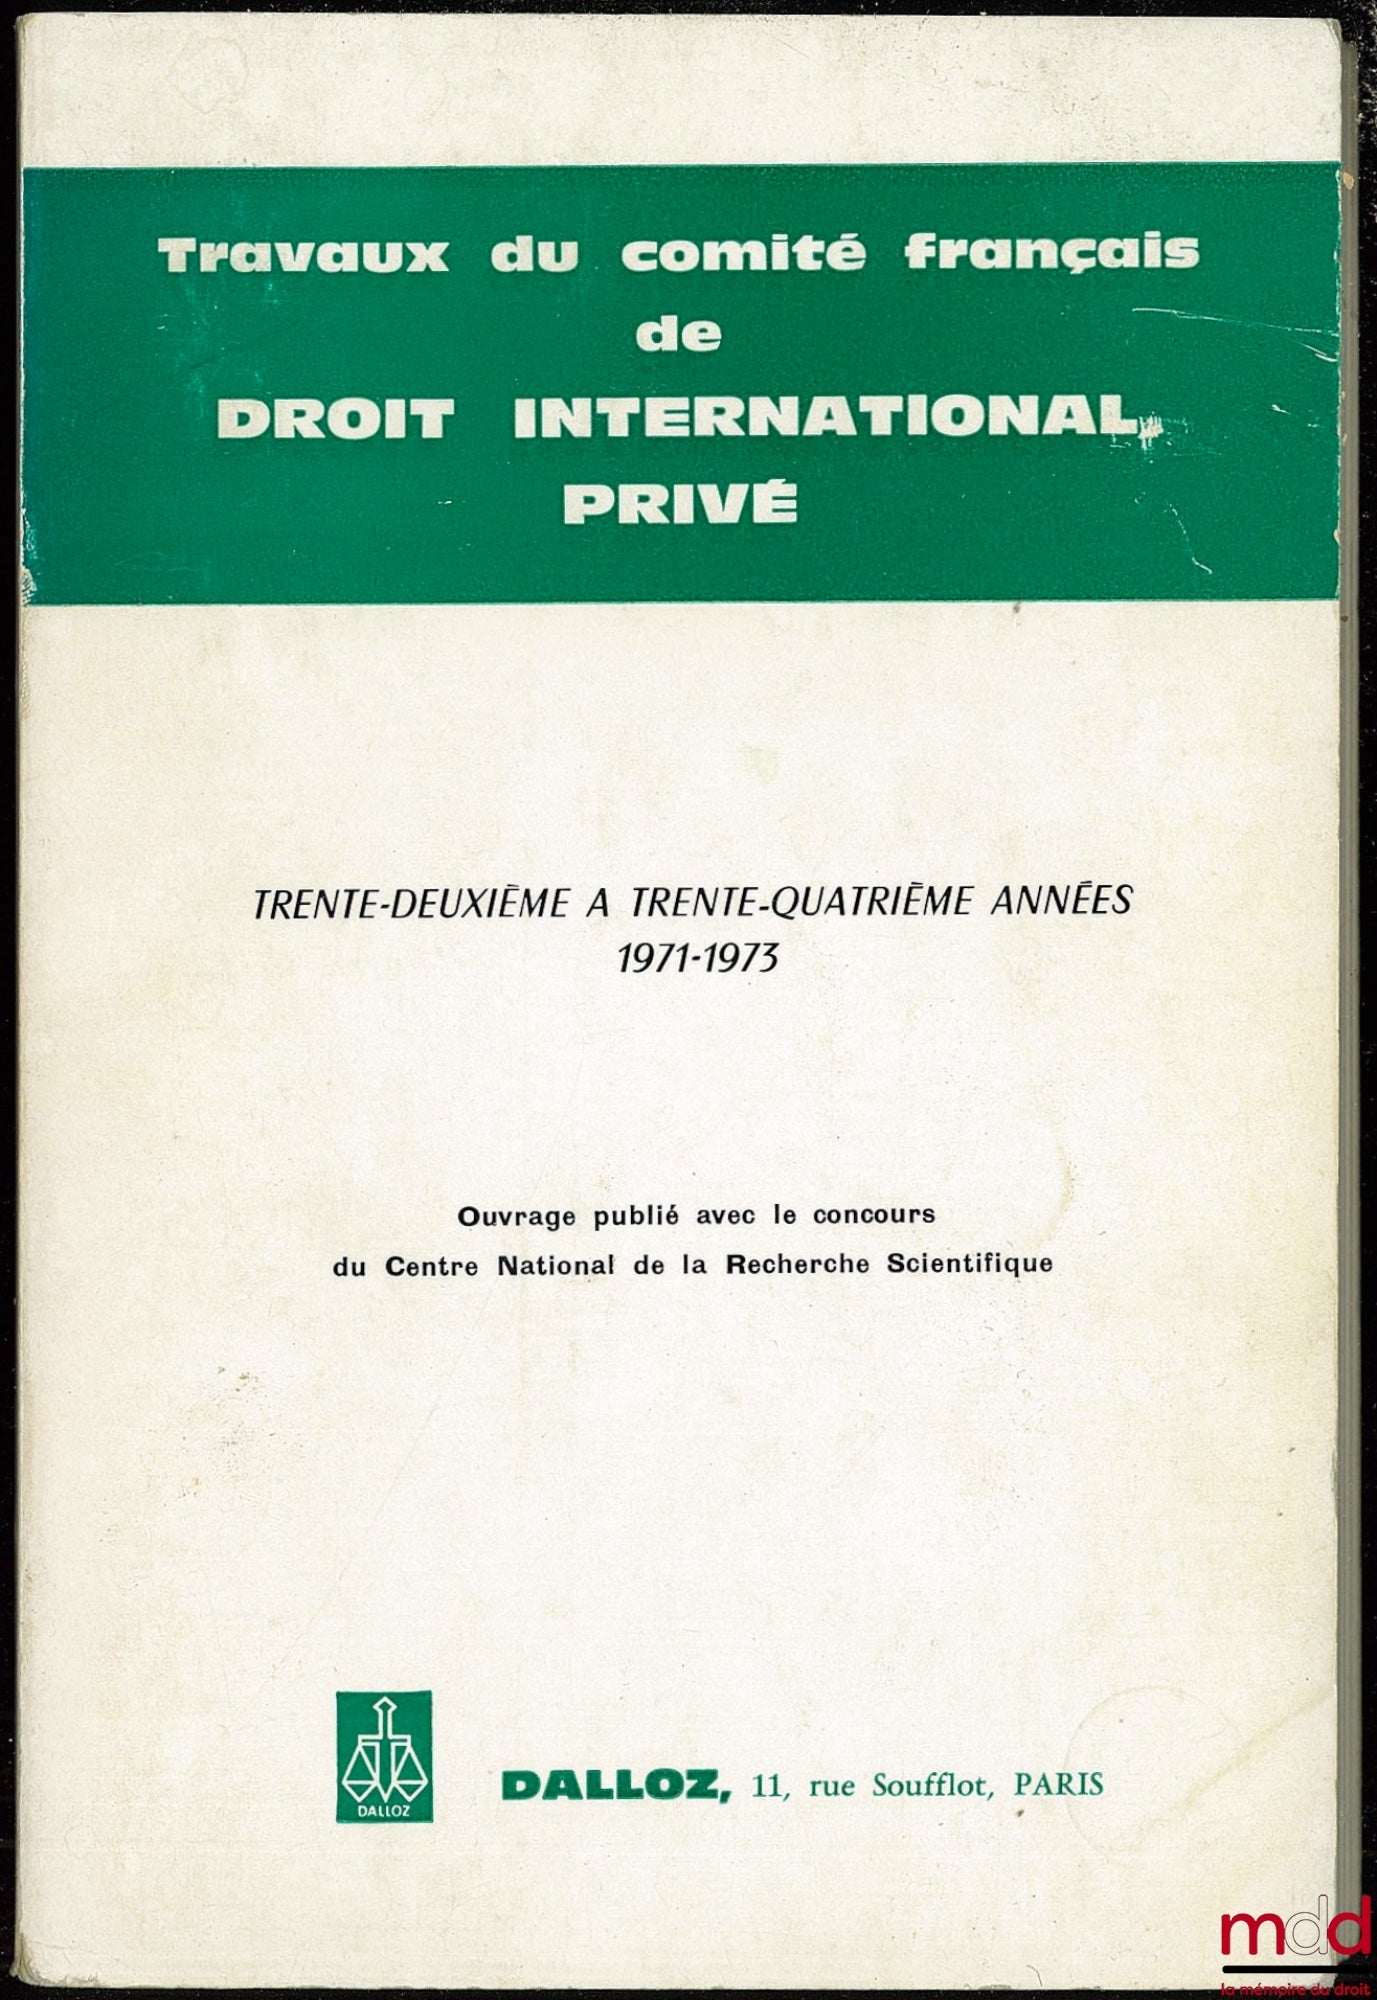 Travaux du comité français
de
DROIT INTERNATIONAL
PRIVÉ
TRENTE-DEUXIÈME A TRENTE-QUATRIÈME ANNÉES
1971-1973
Ouvrage publié avec le concours
du Centre National de la Recherche Scientifique
DALLOZ
DALLOZ, 11, rue Soufflot, PARIS
mdd
la mémoire du droit